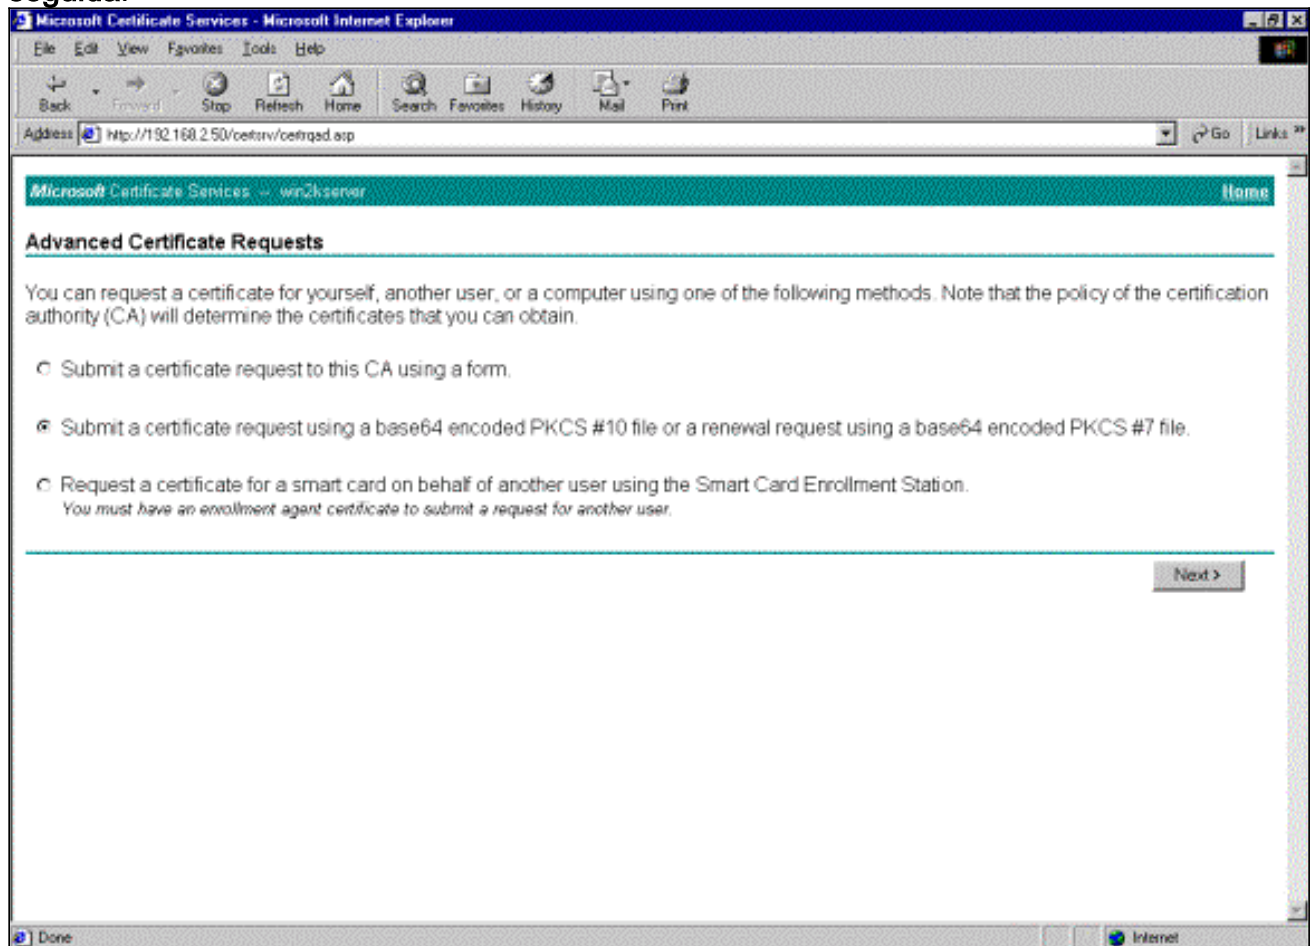 seguida.
Microsoft Certificate Services - Microsoft Internet Explorer
File Edit View Favorites Tools Help
Back Forward Stop Refresh Home Search Favorites History Mail Print
Address http://192.168.2.50/certsrv/certrqad.asp Go Links »
Microsoft Certificate Services -- win2kserver Home
Advanced Certificate Requests
You can request a certificate for yourself, another user, or a computer using one of the following methods. Note that the policy of the certification
authority (CA) will determine the certificates that you can obtain.
Submit a certificate request to this CA using a form.
Submit a certificate request using a base64 encoded PKCS #10 file or a renewal request using a base64 encoded PKCS #7 file.
Request a certificate for a smart card on behalf of another user using the Smart Card Enrollment Station.
You must have an enrollment agent certificate to submit a request for another user.
Next >
Done Internet